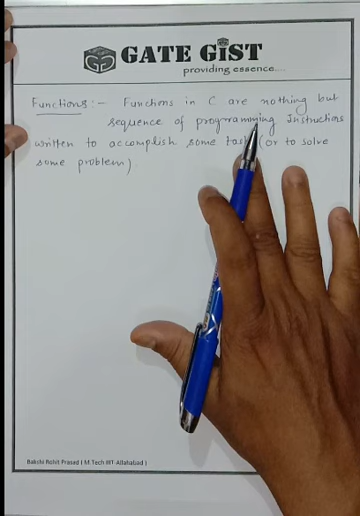 GATE GIST
providing essence....
Functions :- Functions in C are nothing but
sequence of programming Instructions
written to accomplish some task (or to solve
some problem).
Bakshi Rohit Prasad ( M.Tech IIIT Allahabad )